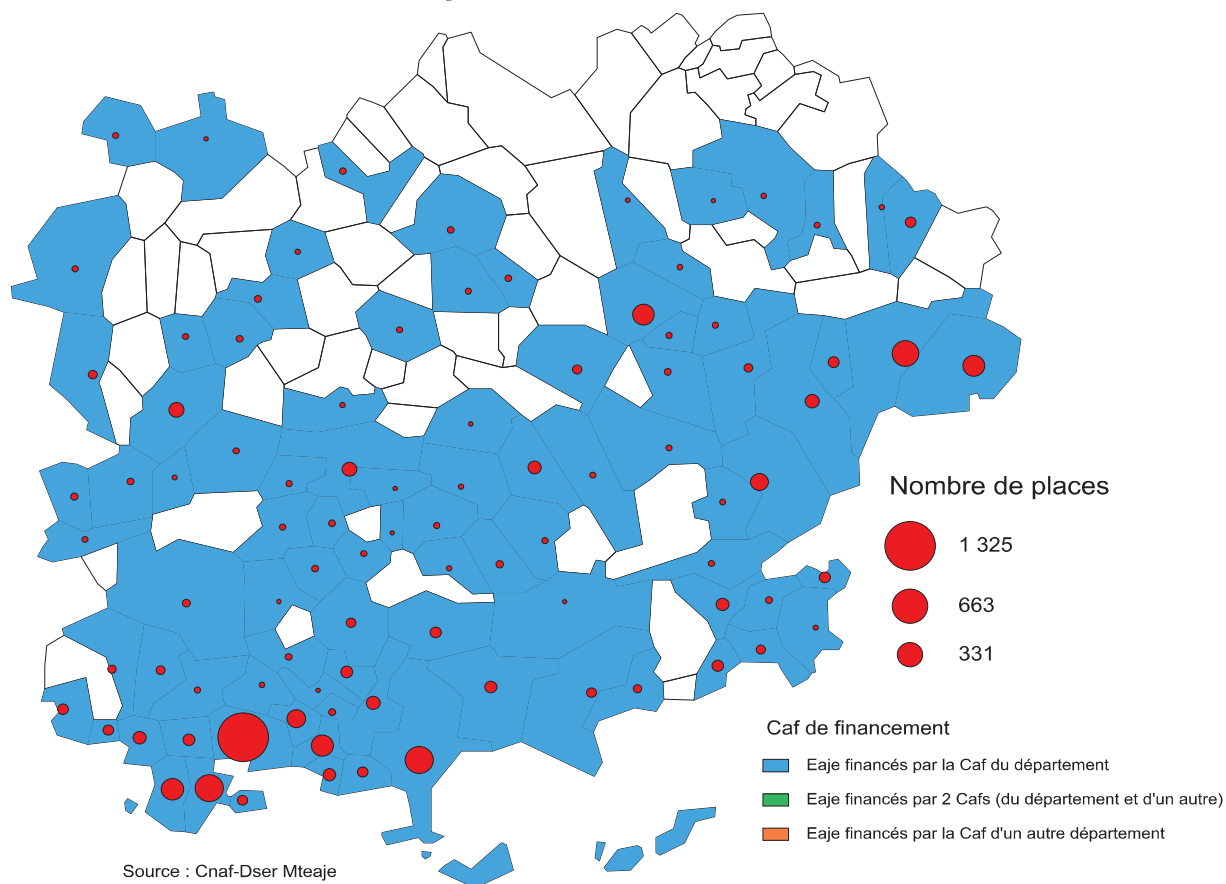 Nombre de places
1 325
663
331
Caf de financement
Eaje financés par la Caf du département
Eaje financés par 2 Cafs (du département et d'un autre)
Eaje financés par la Caf d'un autre département
Source : Cnaf-Dser Mteaje